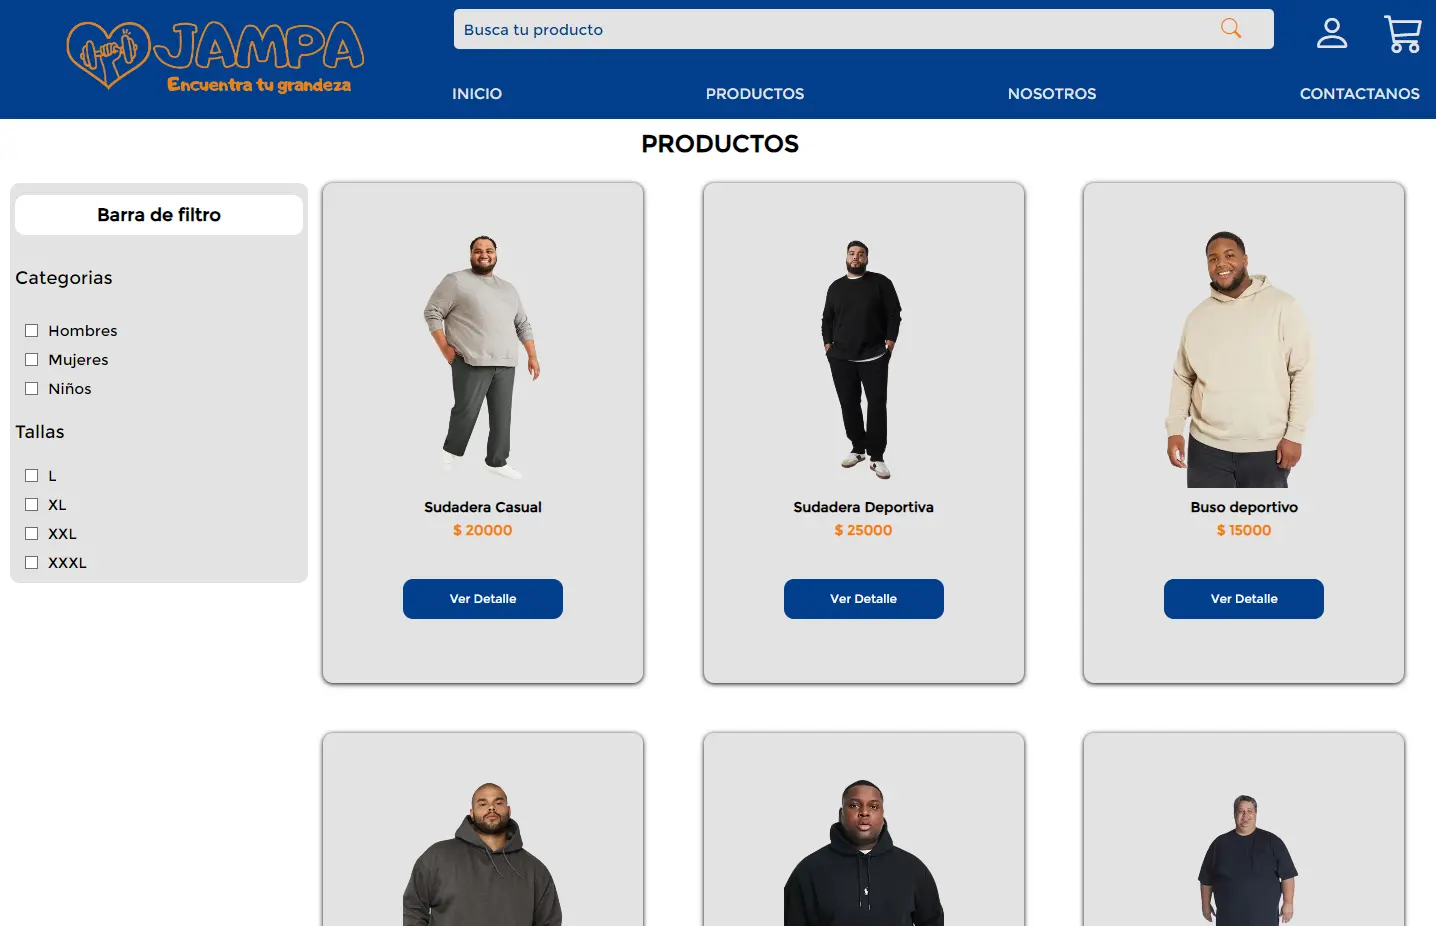 JAMPA
Encuentra tu grandeza
Busca tu producto
INICIO
PRODUCTOS
NOSOTROS
CONTACTANOS
PRODUCTOS
Barra de filtro
Categorias
Hombres
Mujeres
Niños
Tallas
L
XL
XXL
XXXL
Sudadera Casual
$ 20000
Ver Detalle
Sudadera Deportiva
$ 25000
Ver Detalle
Buso deportivo
$ 15000
Ver Detalle